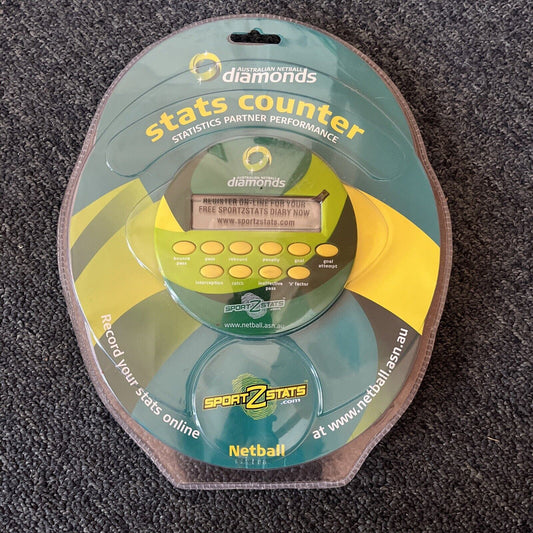 AUSTRALIAN NETBALL
diamonds
stats counter
STATISTICS PARTNER PERFORMANCE
AUSTRALIAN NETBALL
diamonds
REGISTER ON-LINE FOR YOUR
FREE SPORTZSTATS DIARY NOW
www.sportzstats.com
bounce pass
pass
rebound
penalty
goal
goal attempt
interception
catch
instinctive pass
'x' factor
SPORTZSTATS
.com
www.netball.asn.au
Record your stats online
at www.netball.asn.au
SPORTZSTATS
.com
Netball